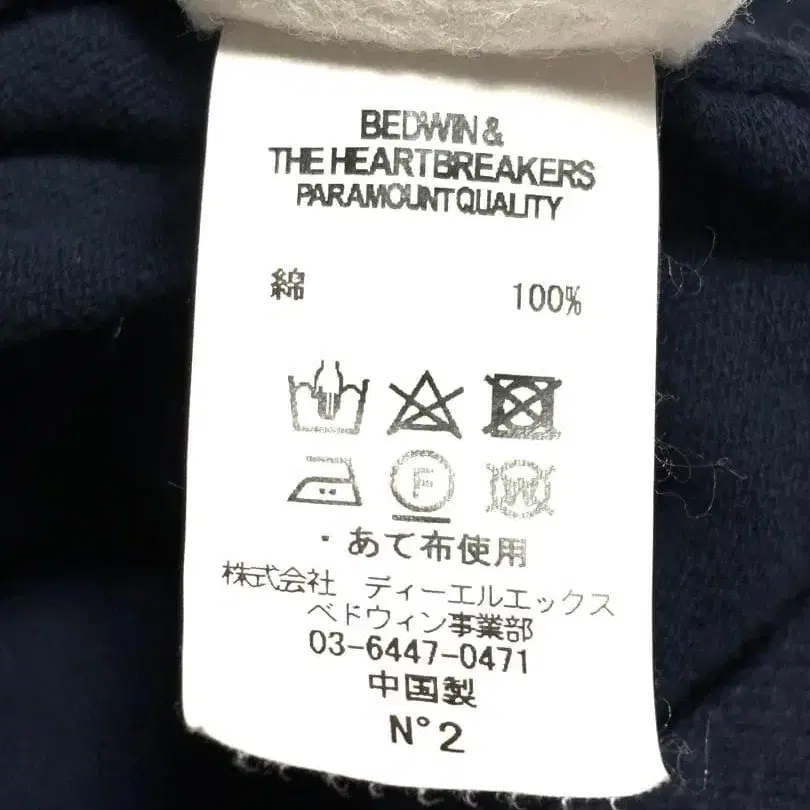 BEDWIN &
THE HEARTBREAKERS
PARAMOUNT QUALITY
綿 100%
F W
・あて布使用
株式会社 ディーエルエックス
ベドウィン事業部
03-6447-0471
中国製
N°2